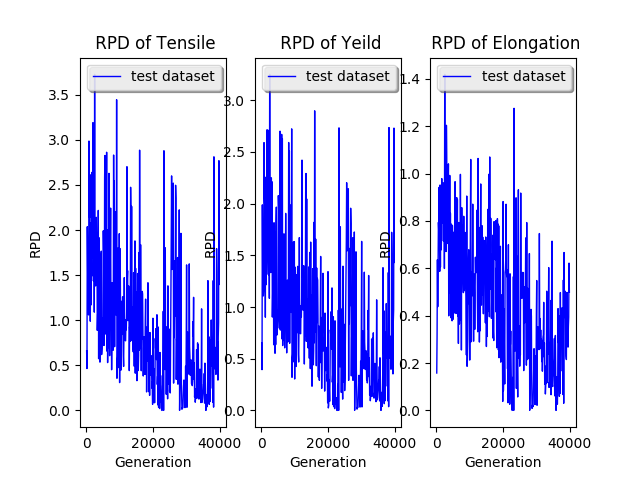 RPD of Tensile
test dataset
3.5
3.0
2.5
2.0
1.5
1.0
0.5
0.0
RPD
0
20000
40000
Generation
RPD of Yeild
test dataset
3.0
2.5
2.0
1.5
1.0
0.5
0.0
RPD
0
20000
40000
Generation
RPD of Elongation
test dataset
1.4
1.2
1.0
0.8
0.6
0.4
0.2
0.0
RPD
0
20000
40000
Generation